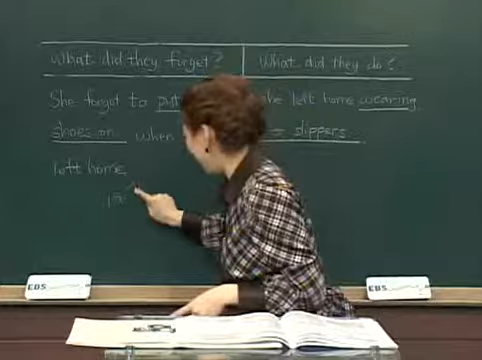 What did they forget?
What did they do?
She forgot to put
shoes on when
left home,
he left home wearing
slippers
EBS
EBS